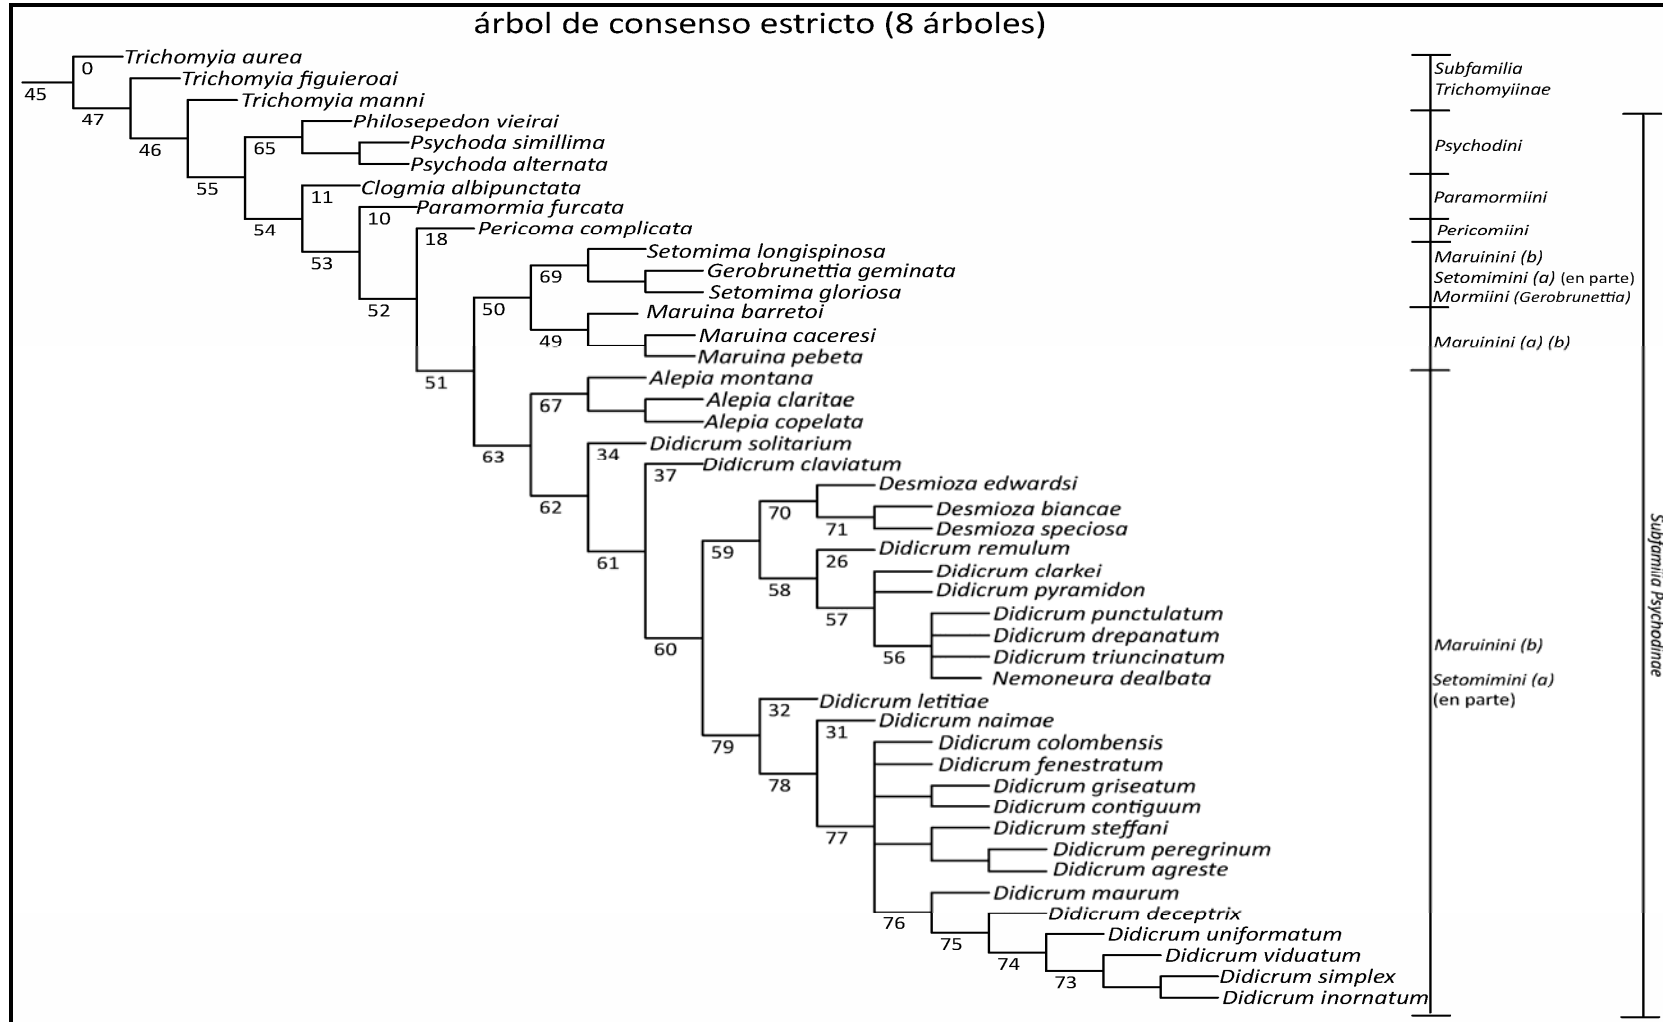 árbol de consenso estricto (8 árboles)
Trichomyia aurea
0
45
Trichomyia figuieroai
47
Trichomyia manni
46
Philosepedon vieirai
65
Psychoda simillima
Psychoda alternata
55
Clogmia albipunctata
11
Paramormia furcata
10
54
Pericoma complicata
18
53
Setomima longispinosa
69
Gerobrunettia geminata
Setomima gloriosa
52
50
Maruina barretoi
49
Maruina caceresi
Maruina pebeta
51
Alepia montana
67
Alepia claritae
Alepia copelata
63
Didicrum solitarium
34
Didicrum claviatum
37
62
Desmioza edwardsi
70
Desmioza biancae
71
Desmioza speciosa
59
Didicrum remulum
26
61
Didicrum clarkei
58
Didicrum pyramidon
57
Didicrum punctulatum
Didicrum drepanatum
60
56
Didicrum triuncinatum
Nemoneura dealbata
Didicrum letitiae
32
Didicrum naimae
31
79
Didicrum colombensis
Didicrum fenestratum
78
Didicrum griseatum
Didicrum contiguum
77
Didicrum steffani
Didicrum peregrinum
Didicrum agreste
Didicrum maurum
76
Didicrum deceptrix
75
Didicrum uniformatum
74
Didicrum viduatum
73
Didicrum simplex
Didicrum inornatum
Subfamilia
Trichomyiinae
Psychodini
Paramormiini
Pericomiini
Maruinini (b)
Setomimini (a) (en parte)
Mormiini (Gerobrunettia)
Maruinini (a) (b)
Maruinini (b)
Setomimini (a)
(en parte)
Subfamilia Psychodinae